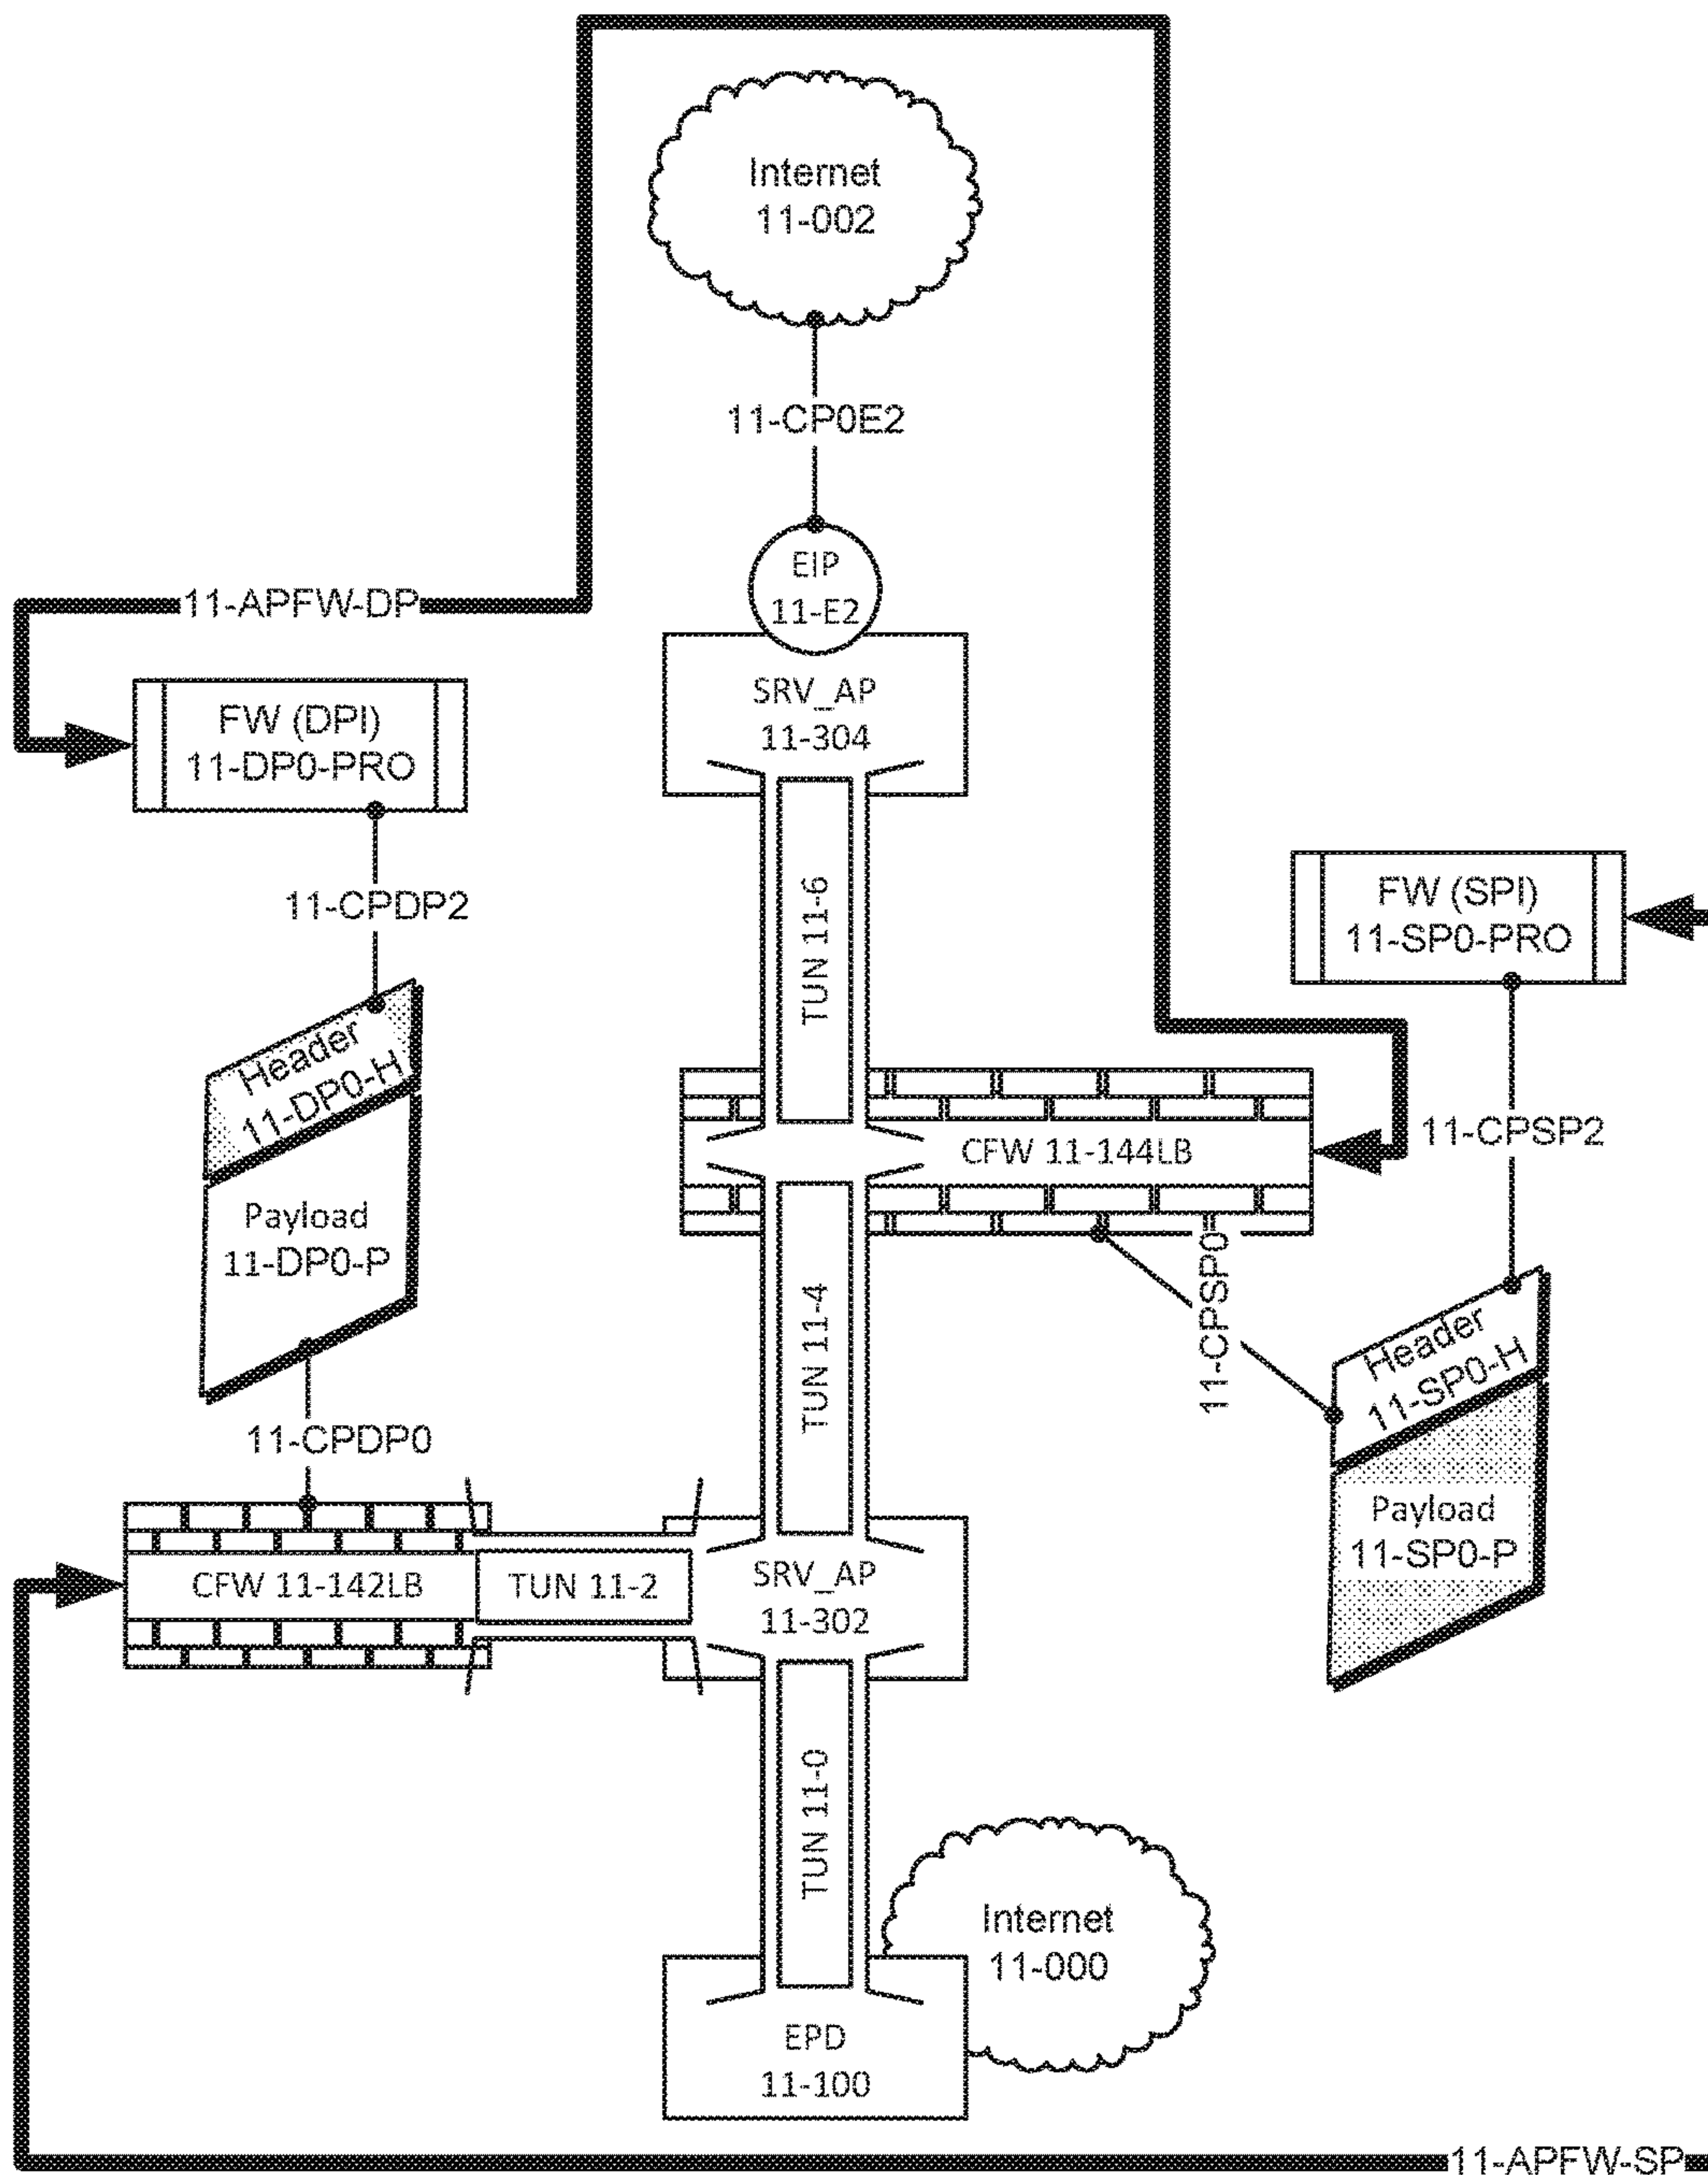 Internet
11-002
11-CP0E2
EIP
11-E2
11-APFW-DP
SRV_AP
11-304
FW (DPI)
11-DP0-PRO
TUN 11-6
FW (SPI)
11-SP0-PRO
11-CPDP2
Header
11-DP0-H
CFW 11-144LB
11-CPSP2
Payload
11-DP0-P
11-CPSP0
TUN 11-4
Header
11-SP0-H
11-CPDP0
Payload
11-SP0-P
CFW 11-142LB
TUN 11-2
SRV_AP
11-302
TUN 11-0
Internet
11-000
EPD
11-100
11-APFW-SP